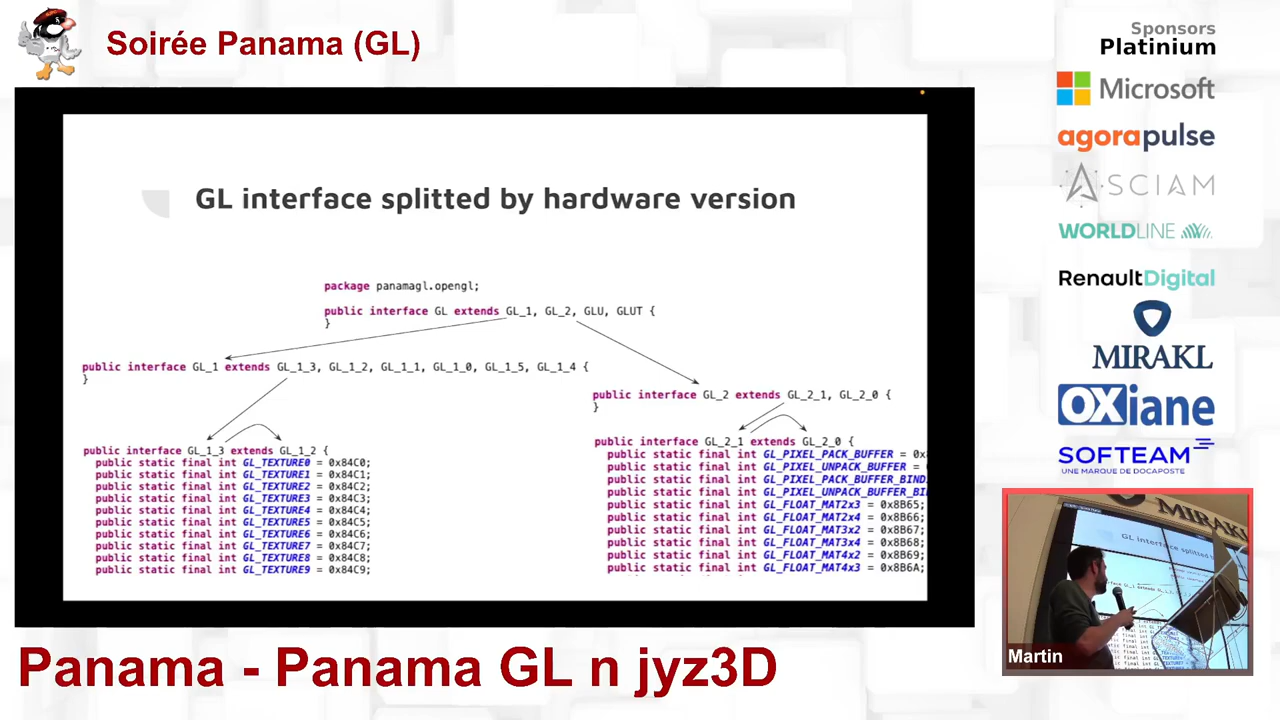 Soirée Panama (GL)
Sponsors
Platinium
Microsoft
agorapulse
ASCIAM
WORLDLINE
RenaultDigital
MIRAKL
OXiane
SOFTEAM
UNE MARQUE DE DOCAPOSTE
GL interface splitted by hardware version
package panamagl.opengl;
public interface GL extends GL_1, GL_2, GLU, GLUT {
}
public interface GL_1 extends GL_1_3, GL_1_2, GL_1_1, GL_1_0, GL_1_5, GL_1_4 {
}
public interface GL_2 extends GL_2_1, GL_2_0 {
}
public interface GL_1_3 extends GL_1_2 {
public static final int GL_TEXTURE0 = 0x84C0;
public static final int GL_TEXTURE1 = 0x84C1;
public static final int GL_TEXTURE2 = 0x84C2;
public static final int GL_TEXTURE3 = 0x84C3;
public static final int GL_TEXTURE4 = 0x84C4;
public static final int GL_TEXTURE5 = 0x84C5;
public static final int GL_TEXTURE6 = 0x84C6;
public static final int GL_TEXTURE7 = 0x84C7;
public static final int GL_TEXTURE8 = 0x84C8;
public static final int GL_TEXTURE9 = 0x84C9;
public interface GL_2_1 extends GL_2_0 {
public static final int GL_PIXEL_PACK_BUFFER = 0x8
public static final int GL_PIXEL_UNPACK_BUFFER =
public static final int GL_PIXEL_PACK_BUFFER_BIND
public static final int GL_PIXEL_UNPACK_BUFFER_BI
public static final int GL_FLOAT_MAT2x3 = 0x8B65;
public static final int GL_FLOAT_MAT2x4 = 0x8B66;
public static final int GL_FLOAT_MAT3x2 = 0x8B67;
public static final int GL_FLOAT_MAT3x4 = 0x8B68;
public static final int GL_FLOAT_MAT4x2 = 0x8B69;
public static final int GL_FLOAT_MAT4x3 = 0x8B6A;
MIRAKL
GL interface splitted
Martin
Panama - Panama GL n jyz3D